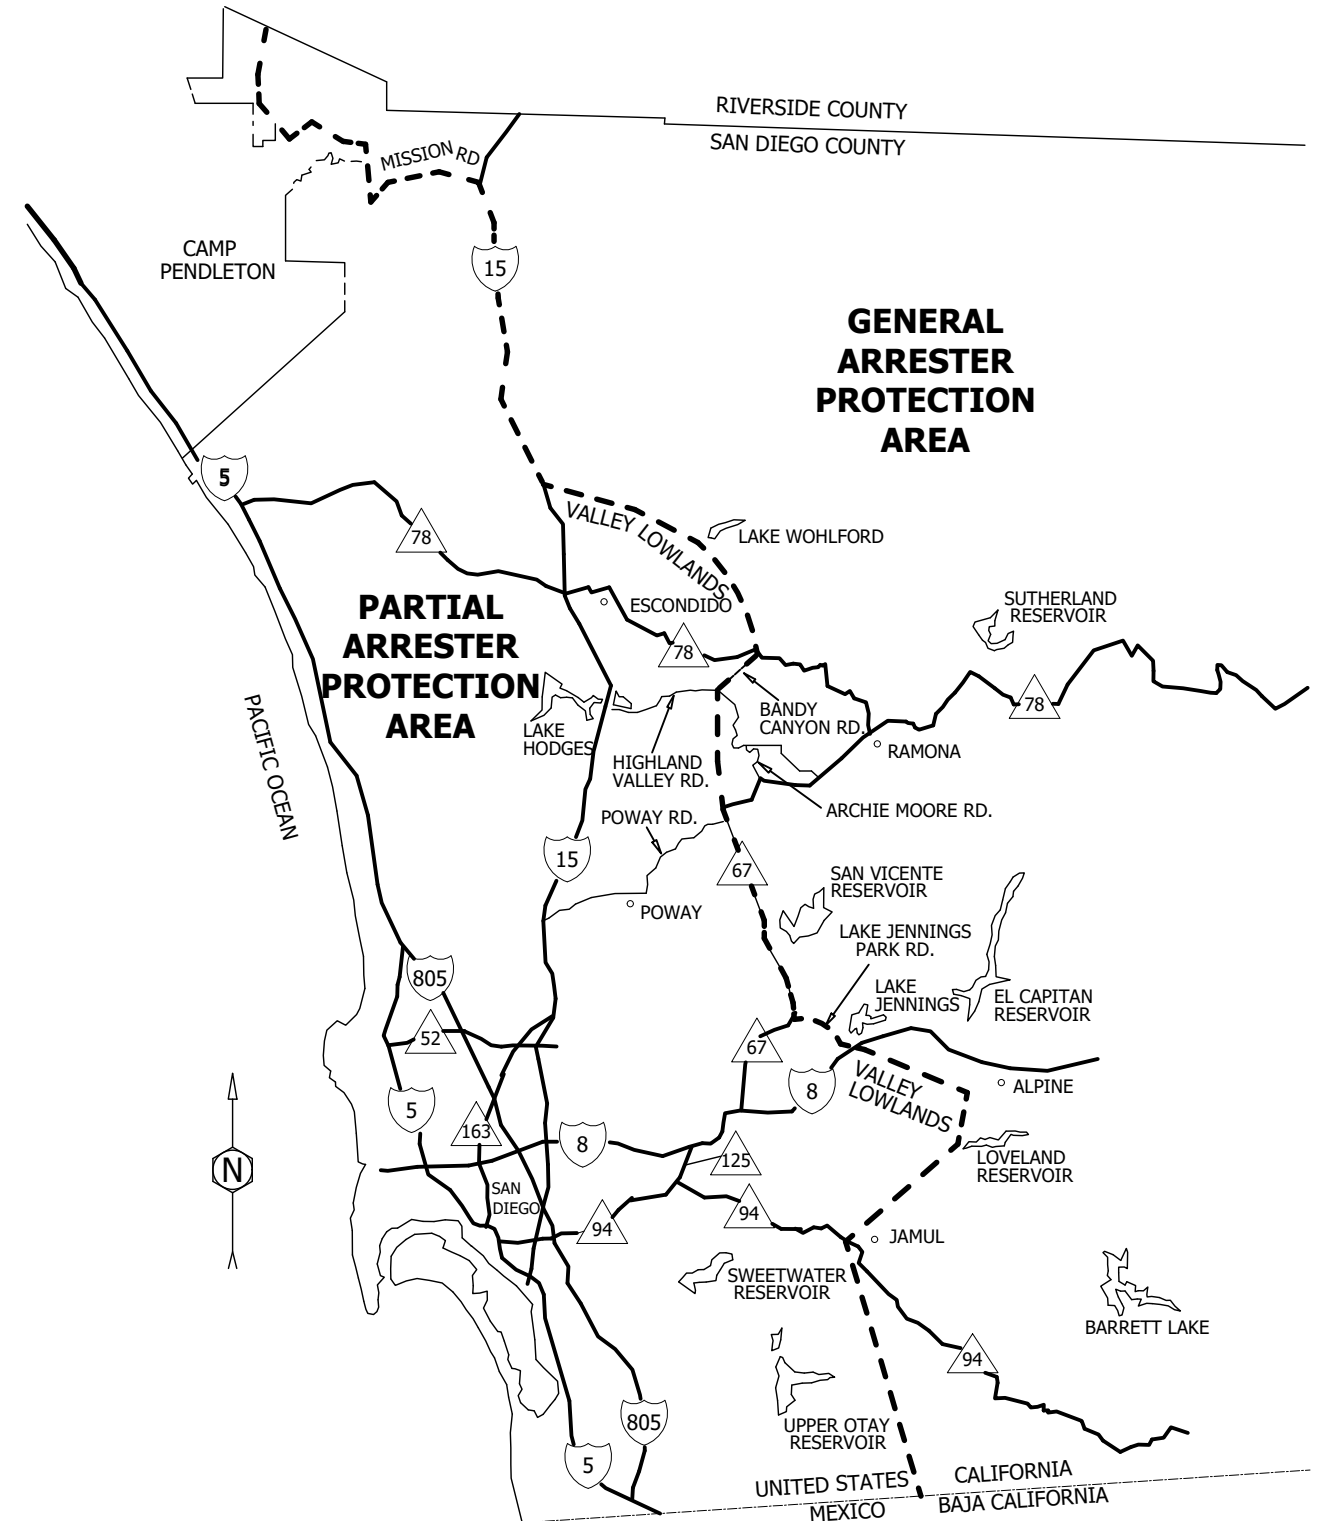 RIVERSIDE COUNTY
SAN DIEGO COUNTY
MISSION RD
CAMP
PENDLETON
15
GENERAL
ARRESTER
PROTECTION
AREA
5
78
VALLEY LOWLANDS
LAKE WOHLFORD
PARTIAL
ARRESTER
PROTECTION
AREA
ESCONDIDO
78
SUTHERLAND
RESERVOIR
78
PACIFIC OCEAN
LAKE
HODGES
BANDY
CANYON RD.
RAMONA
HIGHLAND
VALLEY RD.
ARCHIE MOORE RD.
POWAY RD.
15
67
SAN VICENTE
RESERVOIR
POWAY
LAKE JENNINGS
PARK RD.
805
LAKE
JENNINGS
EL CAPITAN
RESERVOIR
52
67
VALLEY
LOWLANDS
8
ALPINE
5
163
8
125
LOVELAND
RESERVOIR
N
SAN
DIEGO
94
94
JAMUL
SWEETWATER
RESERVOIR
BARRETT LAKE
94
805
UPPER OTAY
RESERVOIR
5
UNITED STATES
MEXICO
CALIFORNIA
BAJA CALIFORNIA